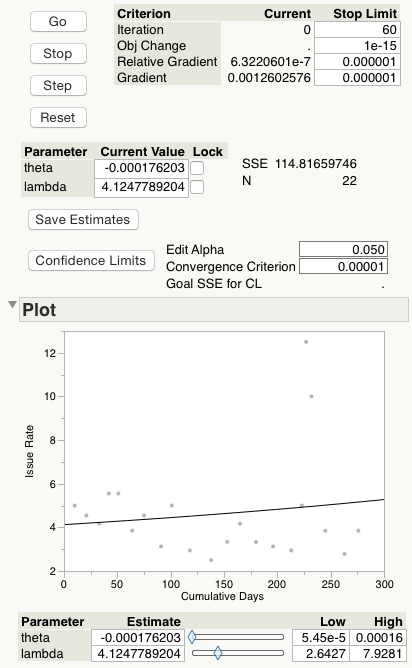 Go
Stop
Step
Reset
Criterion Current Stop Limit
Iteration 0 60
Obj Change . 1e-15
Relative Gradient 6.3220601e-7 0.000001
Gradient 0.0012602576 0.000001
Parameter Current Value Lock
theta -0.000176203
lambda 4.1247789204
SSE 114.81659746
N 22
Save Estimates
Confidence Limits
Edit Alpha 0.050
Convergence Criterion 0.00001
Goal SSE for CL .
Plot
12
10
8
6
4
2
Issue Rate
0 50 100 150 200 250 300
Cumulative Days
Parameter Estimate Low High
theta -0.000176203 5.45e-5 0.00016
lambda 4.1247789204 2.6427 7.9281